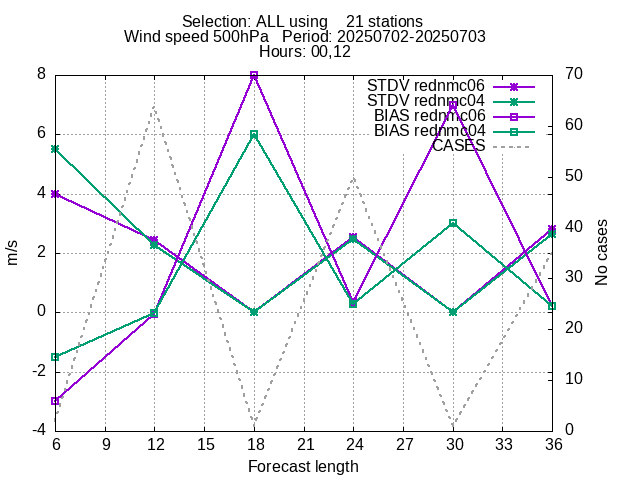 Selection: ALL using 21 stations
Wind speed 500hPa Period: 20250702-20250703
Hours: 00,12
STDV rednmc06
STDV rednmc04
BIAS rednmc06
BIAS rednmc04
CASES
8
6
4
2
0
-2
-4
m/s
70
60
50
40
30
20
10
0
No cases
6 9 12 15 18 21 24 27 30 33 36
Forecast length